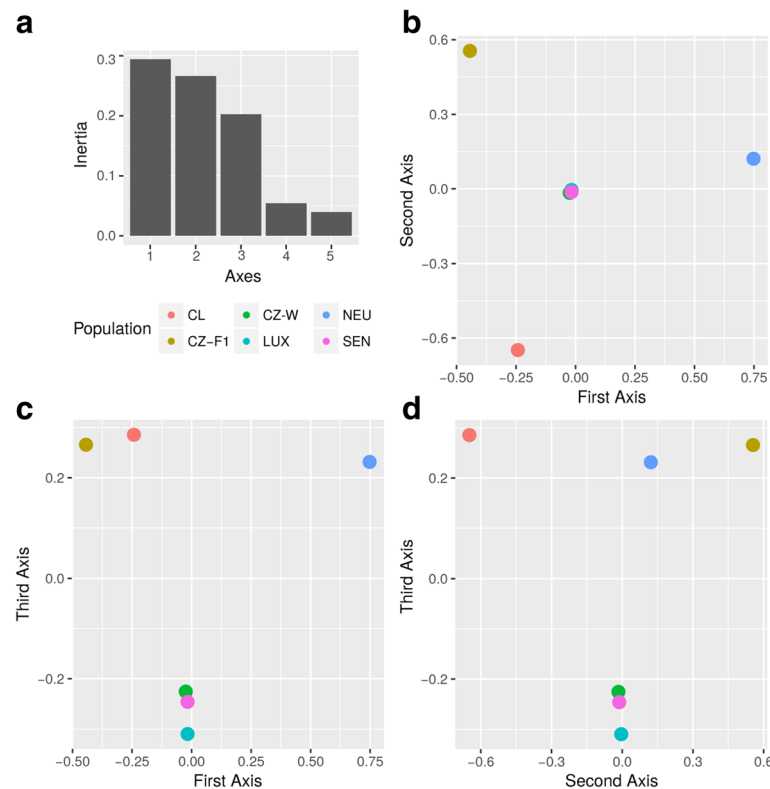 a
0.3
0.2
0.1
0.0
Inertia
1 2 3 4 5
Axes
Population
CL CZ-W NEU
CZ−F1 LUX SEN
b
0.6
0.3
0.0
−0.3
−0.6
Second Axis
−0.50 −0.25 0.00 0.25 0.50 0.75
First Axis
c
0.2
0.0
−0.2
Third Axis
−0.50 −0.25 0.00 0.25 0.50 0.75
First Axis
d
0.2
0.0
−0.2
Third Axis
−0.6 −0.3 0.0 0.3 0.6
Second Axis